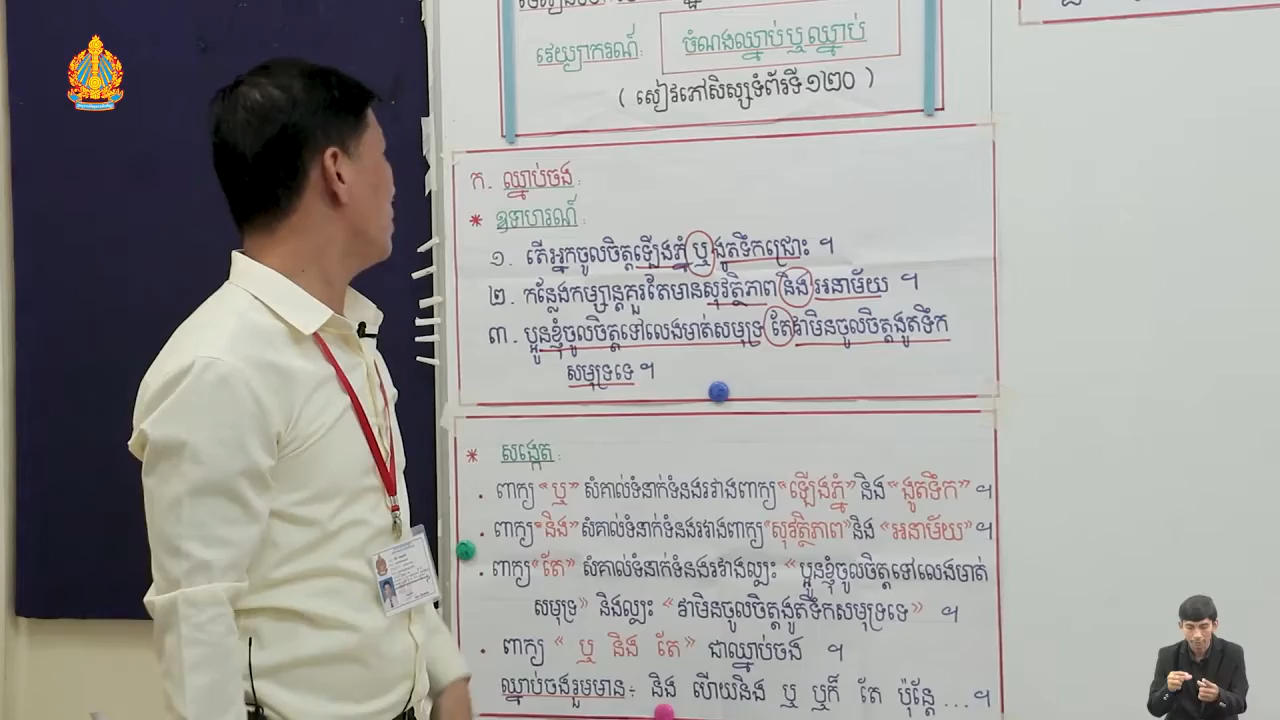 វេយ្យាករណ៍: ចំណងឈ្នាប់ឬឈ្នាប់
( សៀវភៅសិស្សទំព័រទី១២០ )
ក. ឈ្នាប់ចង:
* ឧទាហរណ៍:
១. តើអ្នកចូលចិត្តឡើងភ្នំ ឬ ងូតទឹកជ្រោះ ។
២. កន្លែងកម្សាន្តគួរតែមានសុវត្ថិភាព និង អនាម័យ ។
៣. ប្អូនខ្ញុំចូលចិត្តទៅលេងមាត់សមុទ្រ តែវាមិនចូលចិត្តងូតទឹក
សមុទ្រទេ ។
* សង្កេត:
. ពាក្យ “ឬ” សំគាល់ទំនាក់ទំនងរវាងពាក្យ “ឡើងភ្នំ” និង “ងូតទឹក” ។
. ពាក្យ “និង” សំគាល់ទំនាក់ទំនងរវាងពាក្យ “សុវត្ថិភាព” និង “អនាម័យ” ។
. ពាក្យ “តែ” សំគាល់ទំនាក់ទំនងរវាងល្បះ “ប្អូនខ្ញុំចូលចិត្តទៅលេងមាត់
សមុទ្រ” និងល្បះ “វាមិនចូលចិត្តងូតទឹកសមុទ្រទេ” ។
. ពាក្យ “ ឬ និង តែ” ជាឈ្នាប់ចង ។
ឈ្នាប់ចងរួមមាន÷ និង ហើយនិង ឬ ឬក៏ តែ ប៉ុន្តែ ... ។